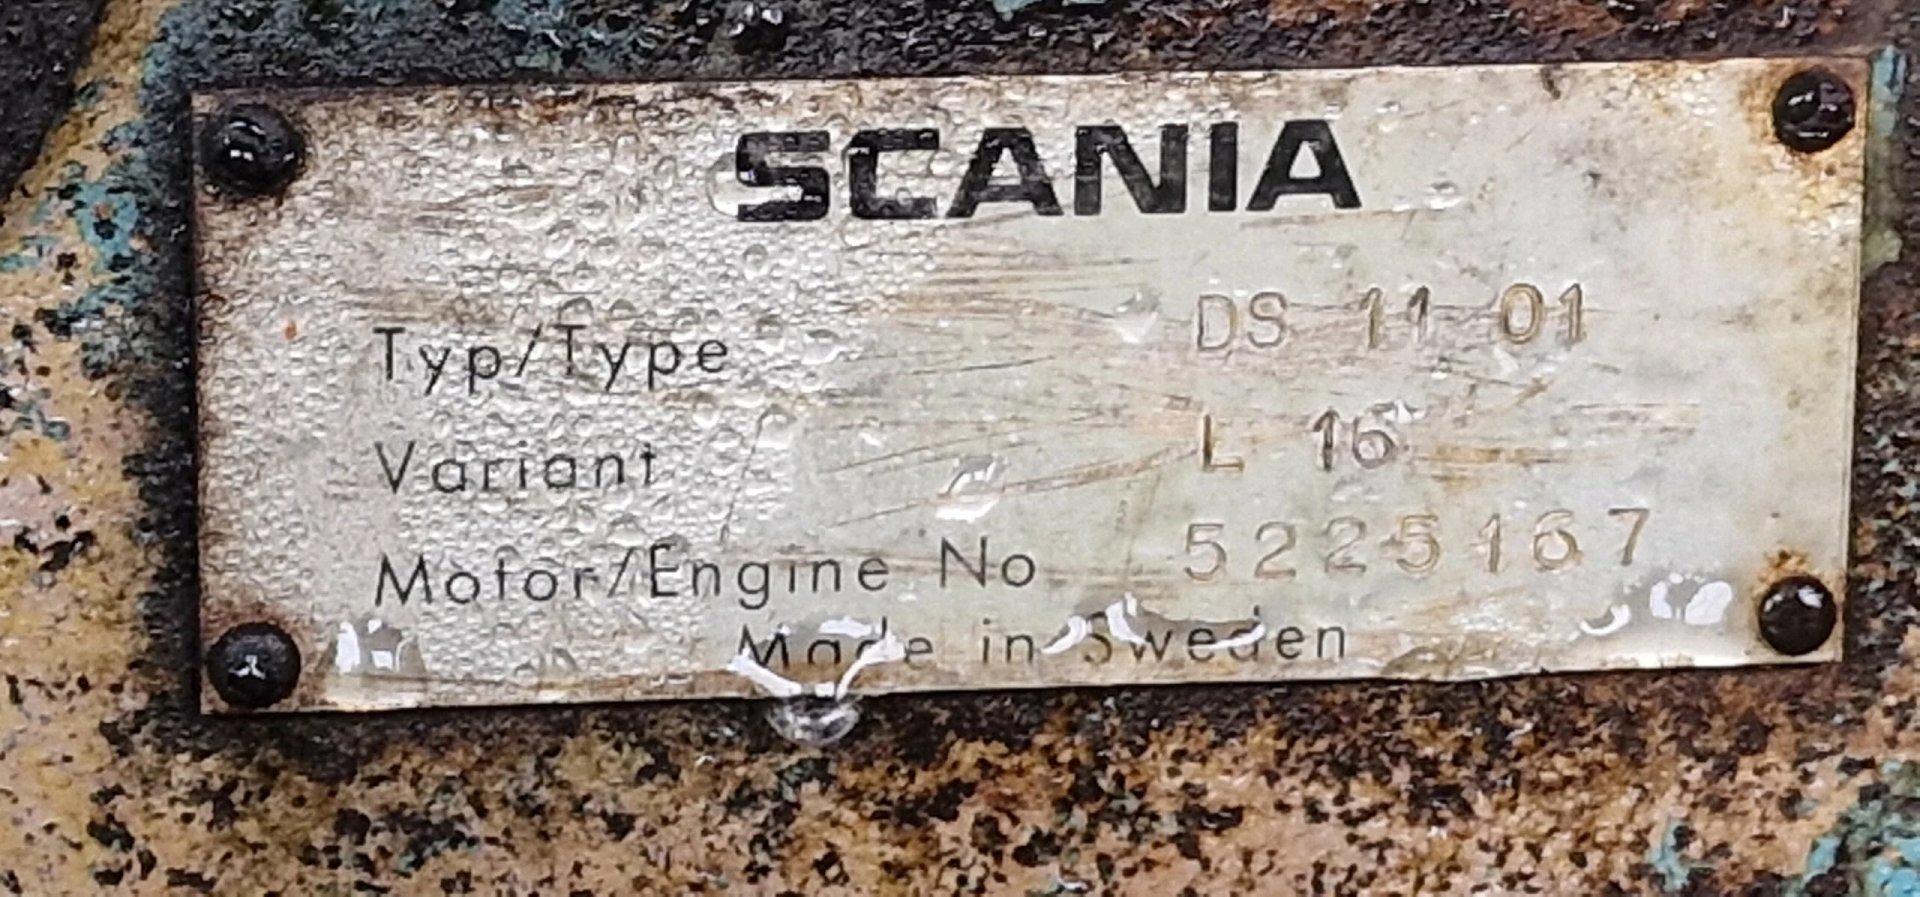 SCANIA
Typ/Type DS 11 01
Variant L 16
Motor/Engine No 5225167
Made in Sweden